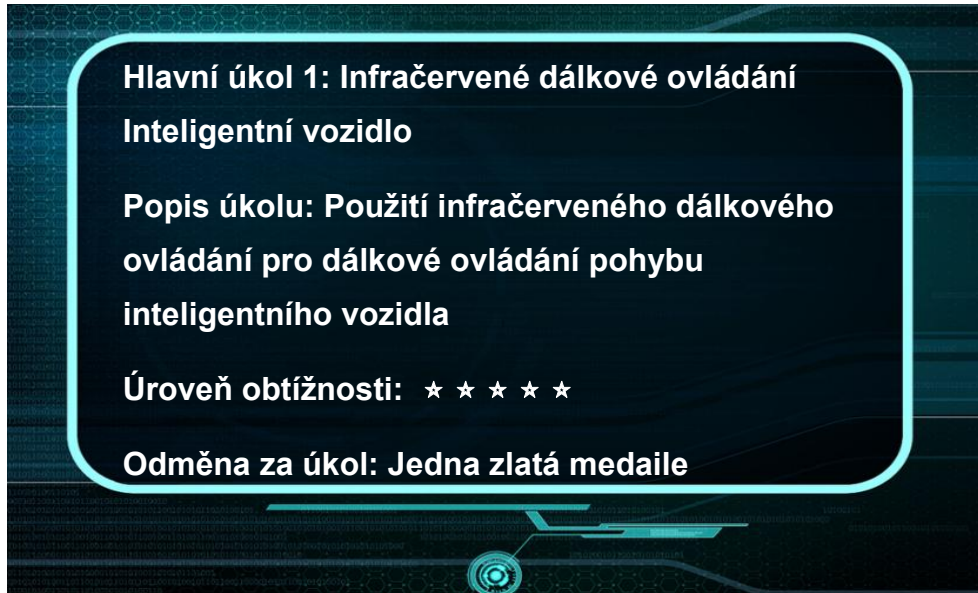 Hlavní úkol 1: Infračervené dálkové ovládání
Inteligentní vozidlo
Popis úkolu: Použití infračerveného dálkového
ovládání pro dálkové ovládání pohybu
inteligentního vozidla
Úroveň obtížnosti: ★ ★ ★ ★ ★
Odměna za úkol: Jedna zlatá medaile